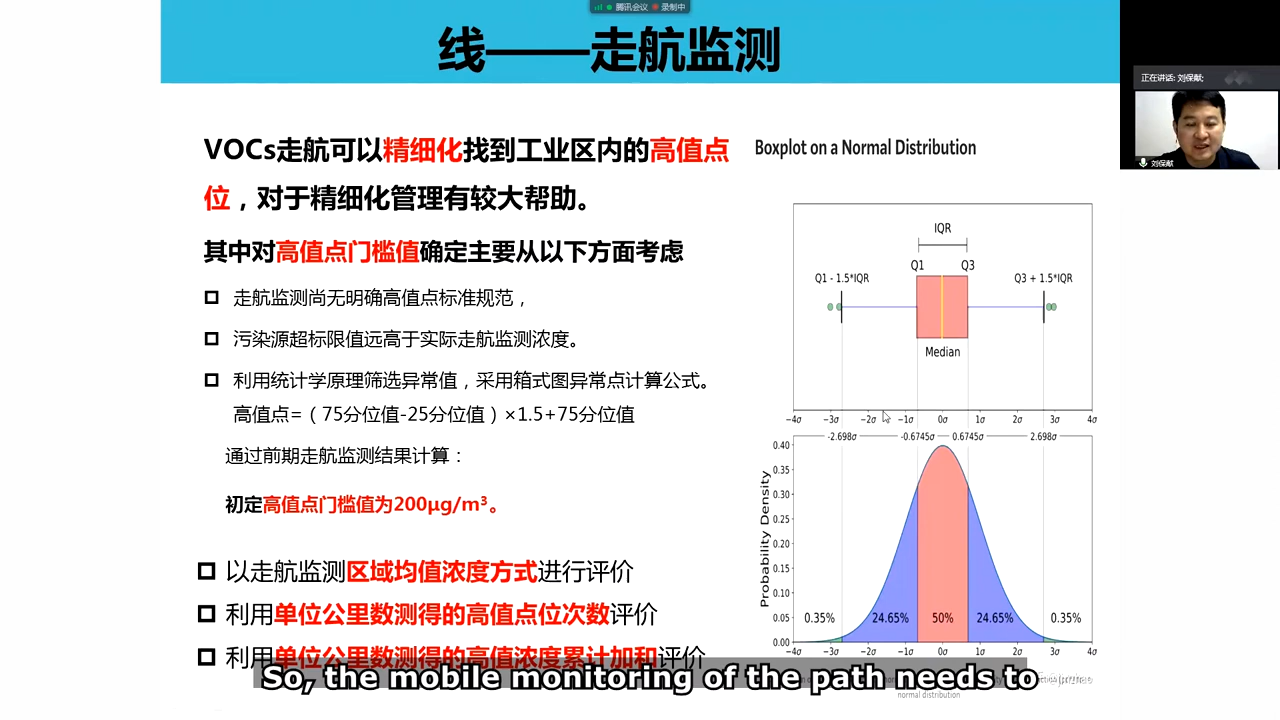 腾讯会议 录制中
线——走航监测
正在讲话: 刘保献;
刘保献
VOCs走航可以精细化找到工业区内的高值点
位，对于精细化管理有较大帮助。
其中对高值点门槛值确定主要从以下方面考虑
走航监测尚无明确高值点标准规范，
污染源超标限值远高于实际走航监测浓度。
利用统计学原理筛选异常值，采用箱式图异常点计算公式。
高值点=（75分位值-25分位值）×1.5+75分位值
通过前期走航监测结果计算：
初定高值点门槛值为200μg/m³。
以走航监测区域均值浓度方式进行评价
利用单位公里数测得的高值点位次数评价
利用单位公里数测得的高值浓度累计加和评价
Boxplot on a Normal Distribution
IQR
Q1 Q3
Q1 - 1.5*IQR Q3 + 1.5*IQR
Median
−4σ −3σ −2σ −1σ 0σ 1σ 2σ 3σ 4σ
-2.698σ -0.6745σ 0.6745σ 2.698σ
Probability Density
0.40
0.35
0.30
0.25
0.20
0.15
0.10
0.05
0.00
0.35% 24.65% 50% 24.65% 0.35%
−4σ −3σ −2σ −1σ 0σ 1σ 2σ 3σ 4σ
normal distribution
So, the mobile monitoring of the path needs to